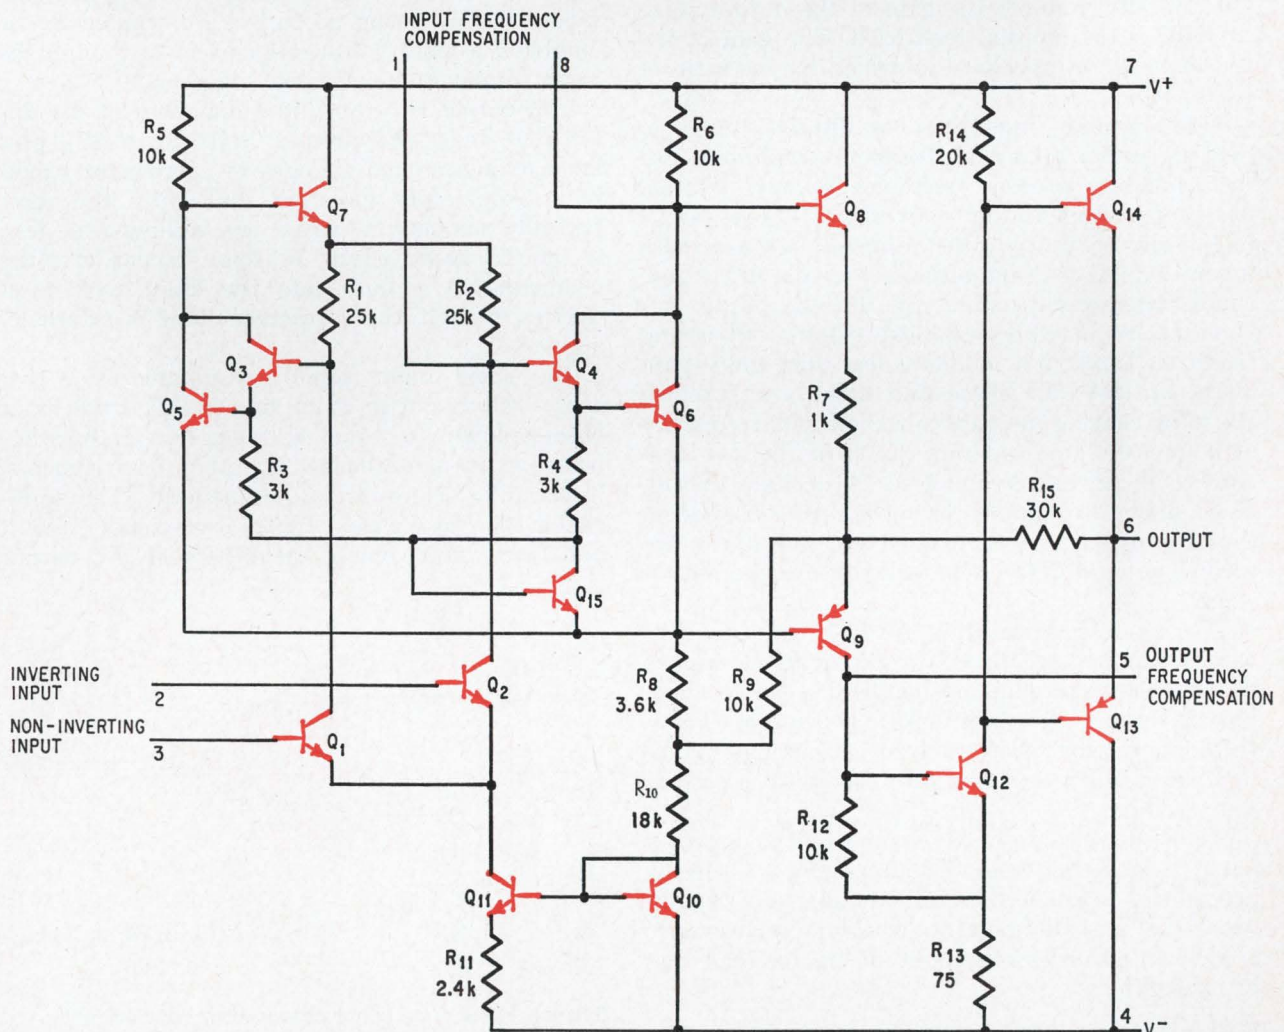 INPUT FREQUENCY
COMPENSATION
1
8
7
V+
R5
10k
R6
10k
R14
20k
Q7
Q8
Q14
R1
25k
R2
25k
Q3
Q4
Q5
Q6
R7
1k
R3
3k
R4
3k
R15
30k
6
OUTPUT
Q15
Q9
5
OUTPUT
FREQUENCY
COMPENSATION
INVERTING
INPUT
2
Q2
R8
3.6k
R9
10k
NON-INVERTING
INPUT
3
Q1
Q13
Q12
R10
18k
R12
10k
Q11
Q10
R11
2.4k
R13
75
4
V-